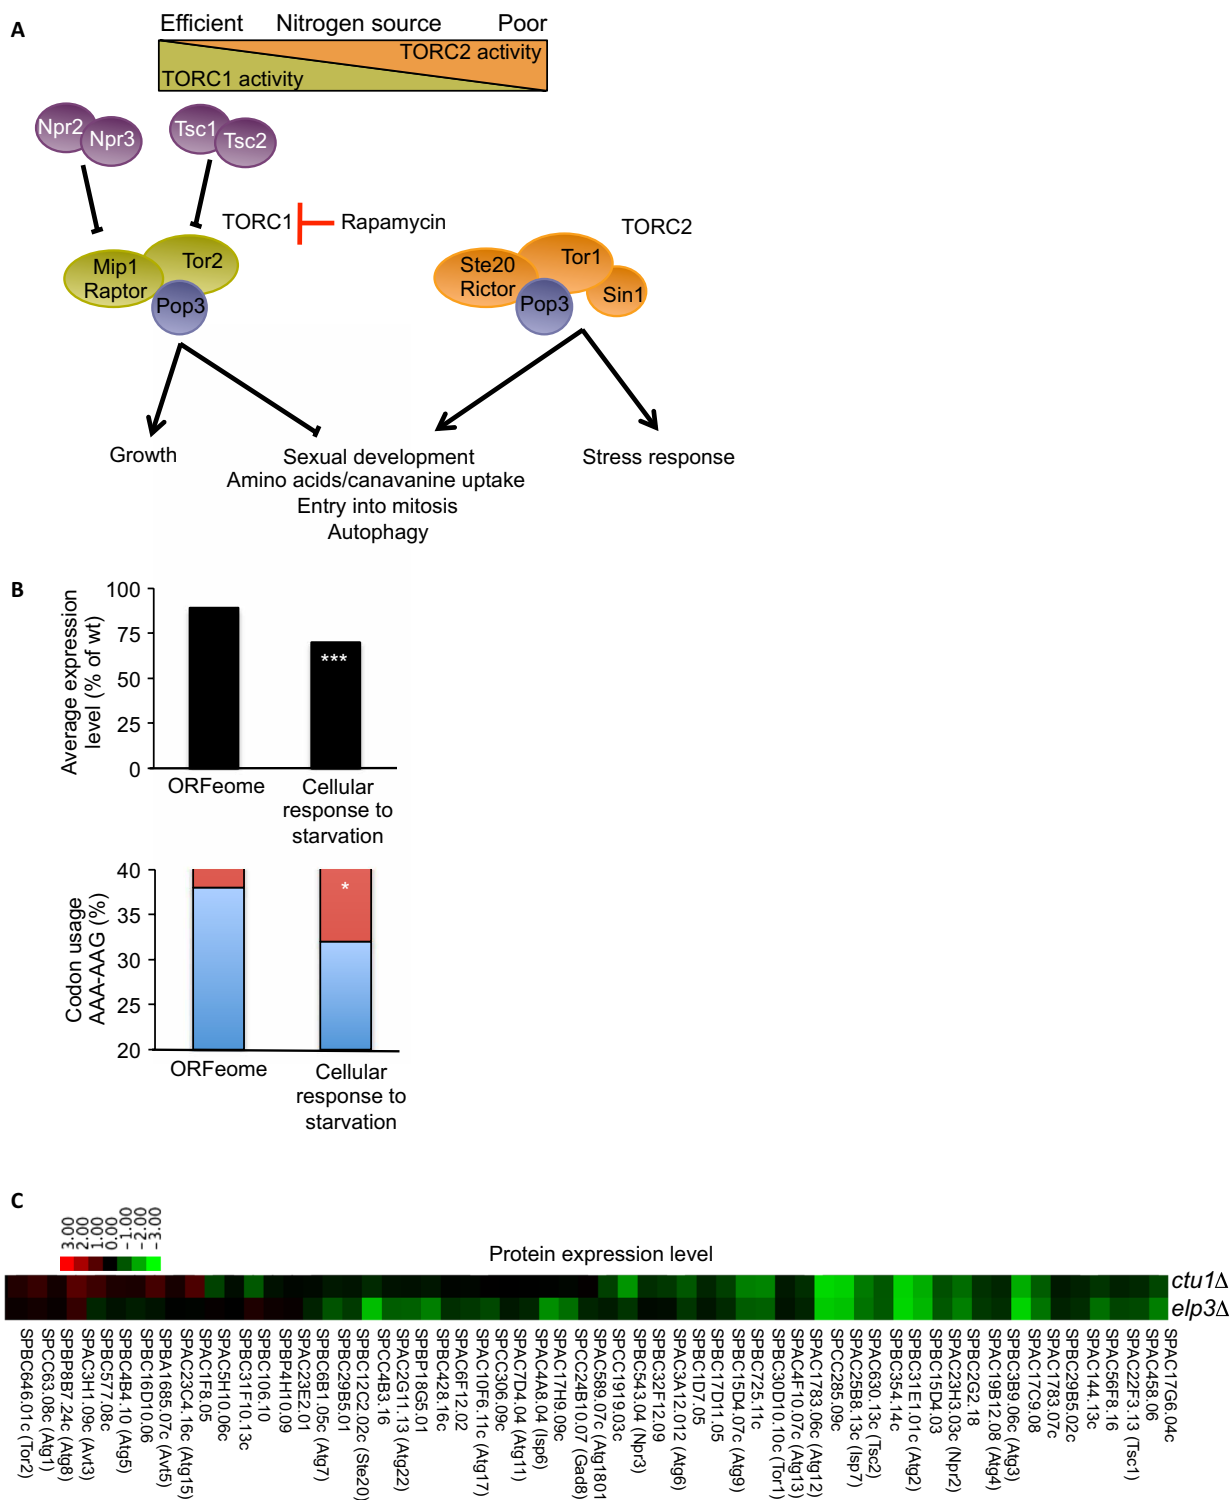 A
Efficient Nitrogen source Poor
TORC2 activity
TORC1 activity
Npr2
Npr3
Tsc1
Tsc2
TORC1
Rapamycin
TORC2
Mip1
Raptor
Tor2
Pop3
Ste20
Rictor
Tor1
Pop3
Sin1
Growth
Sexual development
Amino acids/canavanine uptake
Entry into mitosis
Autophagy
Stress response
B
Average expression
level (% of wt)
100
75
50
25
0
***
ORFeome
Cellular
response to
starvation
Codon usage
AAA-AAG (%)
40
35
30
25
20
*
ORFeome
Cellular
response to
starvation
C
3.00
2.00
1.00
0.00
-1.00
-2.00
-3.00
Protein expression level
ctu1Δ
elp3Δ
SPBC646.01c (Tor2)
SPCC63.08c (Atg1)
SPBP8B7.24c (Atg8)
SPAC3H1.09c (Avt3)
SPBC577.08c
SPBC4B4.10 (Atg5)
SPBC16D10.06
SPBA1685.07c (Avt5)
SPAC23C4.16c (Atg15)
SPAC1F8.05
SPAC5H10.06c
SPBC31F10.13c
SPBC106.10
SPBP4H10.09
SPAC23E2.01
SPBC6B1.05c (Atg7)
SPBC29B5.01
SPBC12C2.02c (Ste20)
SPCC4B3.16
SPAC2G11.13 (Atg22)
SPBP18G5.01
SPBC428.16c
SPAC6F12.02
SPAC10F6.11c (Atg17)
SPCC306.09c
SPAC7D4.04 (Atg11)
SPAC4A8.04 (Isp6)
SPAC17H9.09c
SPCC24B10.07 (Gad8)
SPAC589.07c (Atg1801
SPCC1919.03c
SPBC543.04 (Npr3)
SPBC32F12.09
SPAC3A12.012 (Atg6)
SPBC1D7.05
SPBC17D11.05
SPBC15D4.07c (Atg9)
SPBC725.11c
SPBC30D10.10c (Tor1)
SPAC4F10.07c (Atg13)
SPAC1783.06c (Atg12)
SPCC285.09c
SPAC25B8.13c (Isp7)
SPAC630.13c (Tsc2)
SPBC354.14c
SPBC31E1.01c (Atg2)
SPBC15D4.03
SPAC23H3.03c (Npr2)
SPBC2G2.18
SPAC19B12.08 (Atg4)
SPBC3B9.06c (Atg3)
SPAC17C9.08
SPAC1783.07c
SPBC29B5.02c
SPAC144.13c
SPAC56F8.16
SPAC22F3.13 (Tsc1)
SPAC458.06
SPAC17G6.04c